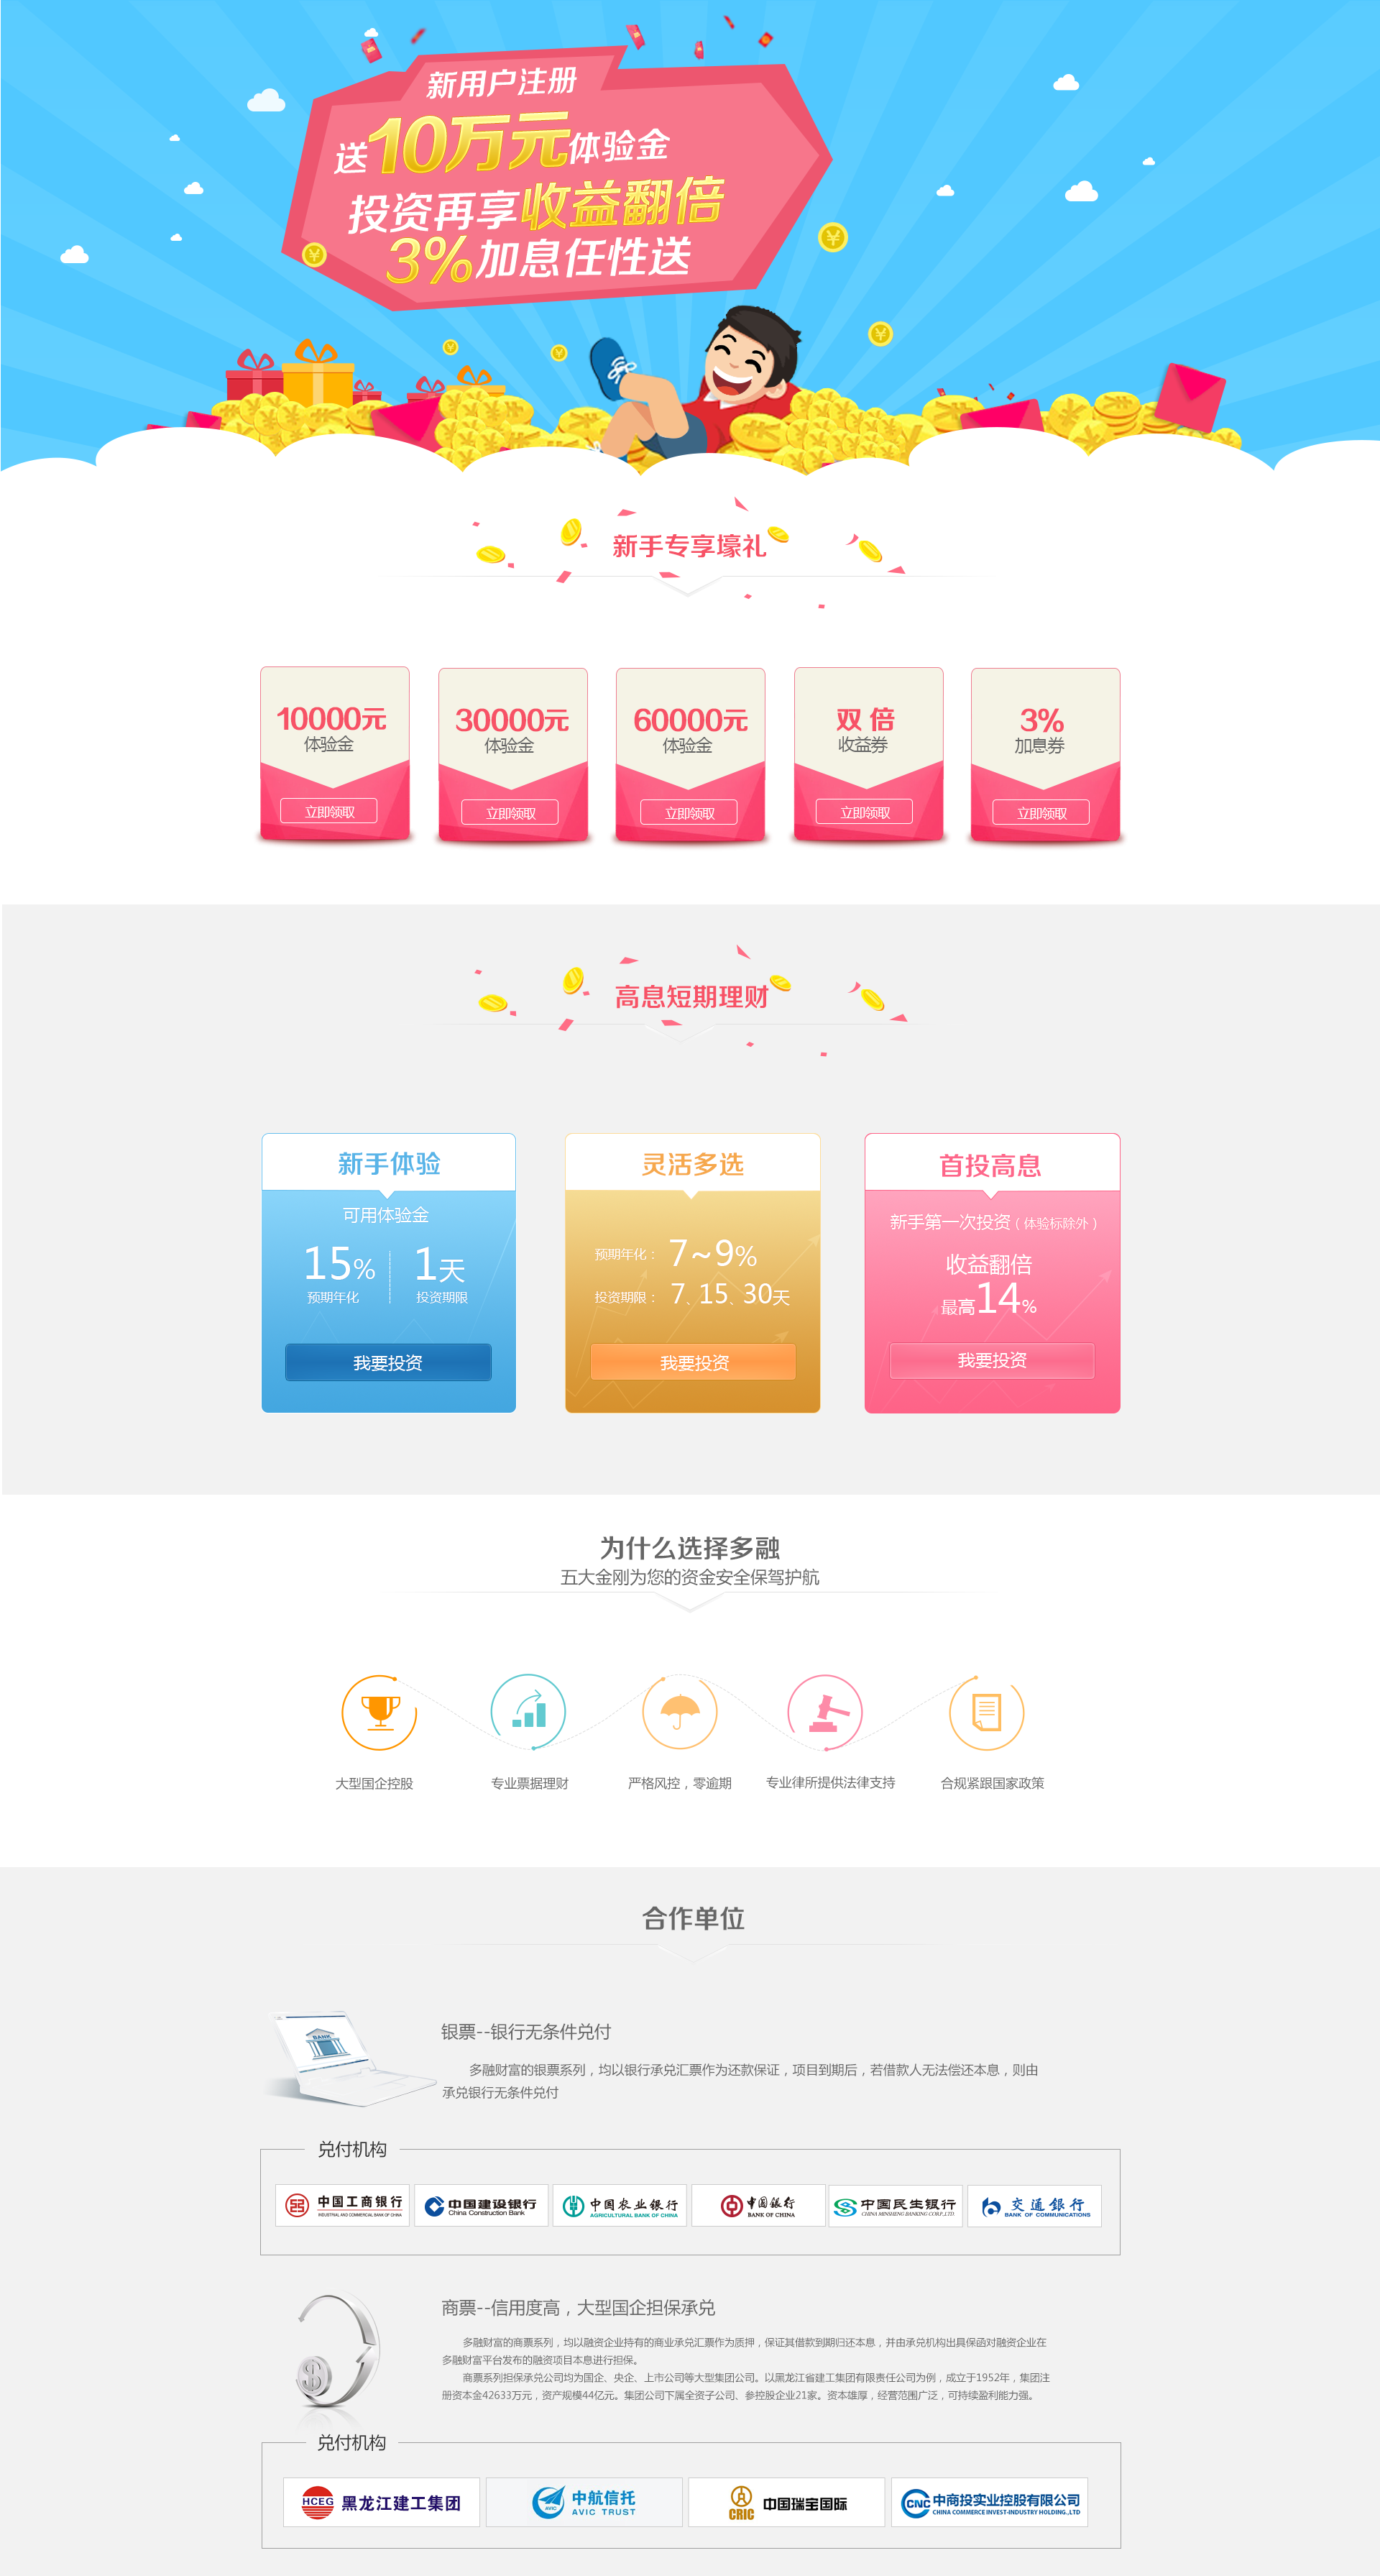 新用户注册
送10万元体验金
投资再享收益翻倍
3%加息任性送
新手专享壕礼
10000元
体验金
立即领取
30000元
体验金
立即领取
60000元
体验金
立即领取
双 倍
收益券
立即领取
3%
加息券
立即领取
高息短期理财
新手体验
可用体验金
15% 1天
预期年化 投资期限
我要投资
灵活多选
预期年化： 7~9%
投资期限： 7、15、30天
我要投资
首投高息
新手第一次投资（体验标除外）
收益翻倍
最高14%
我要投资
为什么选择多融
五大金刚为您的资金安全保驾护航
大型国企控股
专业票据理财
严格风控，零逾期
专业律所提供法律支持
合规紧跟国家政策
合作单位
BANK
银票--银行无条件兑付
多融财富的银票系列，均以银行承兑汇票作为还款保证，项目到期后，若借款人无法偿还本息，则由
承兑银行无条件兑付
兑付机构
中国工商银行
INDUSTRIAL AND COMMERCIAL BANK OF CHINA
中国建设银行
China Construction Bank
中国农业银行
AGRICULTURAL BANK OF CHINA
中国银行
BANK OF CHINA
中国民生银行
CHINA MINSHENG BANKING CORP.,LTD.
交通银行
BANK OF COMMUNICATIONS
商票--信用度高，大型国企担保承兑
多融财富的商票系列，均以融资企业持有的商业承兑汇票作为质押，保证其借款到期归还本息，并由承兑机构出具保函对融资企业在
多融财富平台发布的融资项目本息进行担保。
商票系列担保承兑公司均为国企、央企、上市公司等大型集团公司。以黑龙江省建工集团有限责任公司为例，成立于1952年，集团注
册资本金42633万元，资产规模44亿元。集团公司下属全资子公司、参控股企业21家。资本雄厚，经营范围广泛，可持续盈利能力强。
兑付机构
HCEG 黑龙江建工集团
AVIC 中航信托
AVIC TRUST
CRIC 中国瑞宝国际
CNC 中商投实业控股有限公司
CHINA COMMERCE INVEST-INDUSTRY HOLDING.,LTD